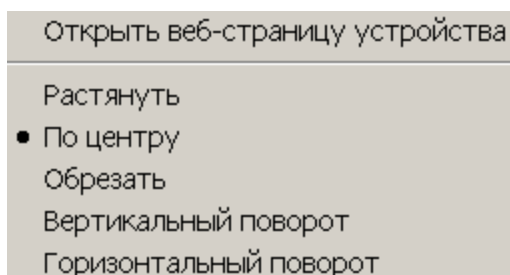 Открыть веб-страницу устройства
Растянуть
По центру
Обрезать
Вертикальный поворот
Горизонтальный поворот